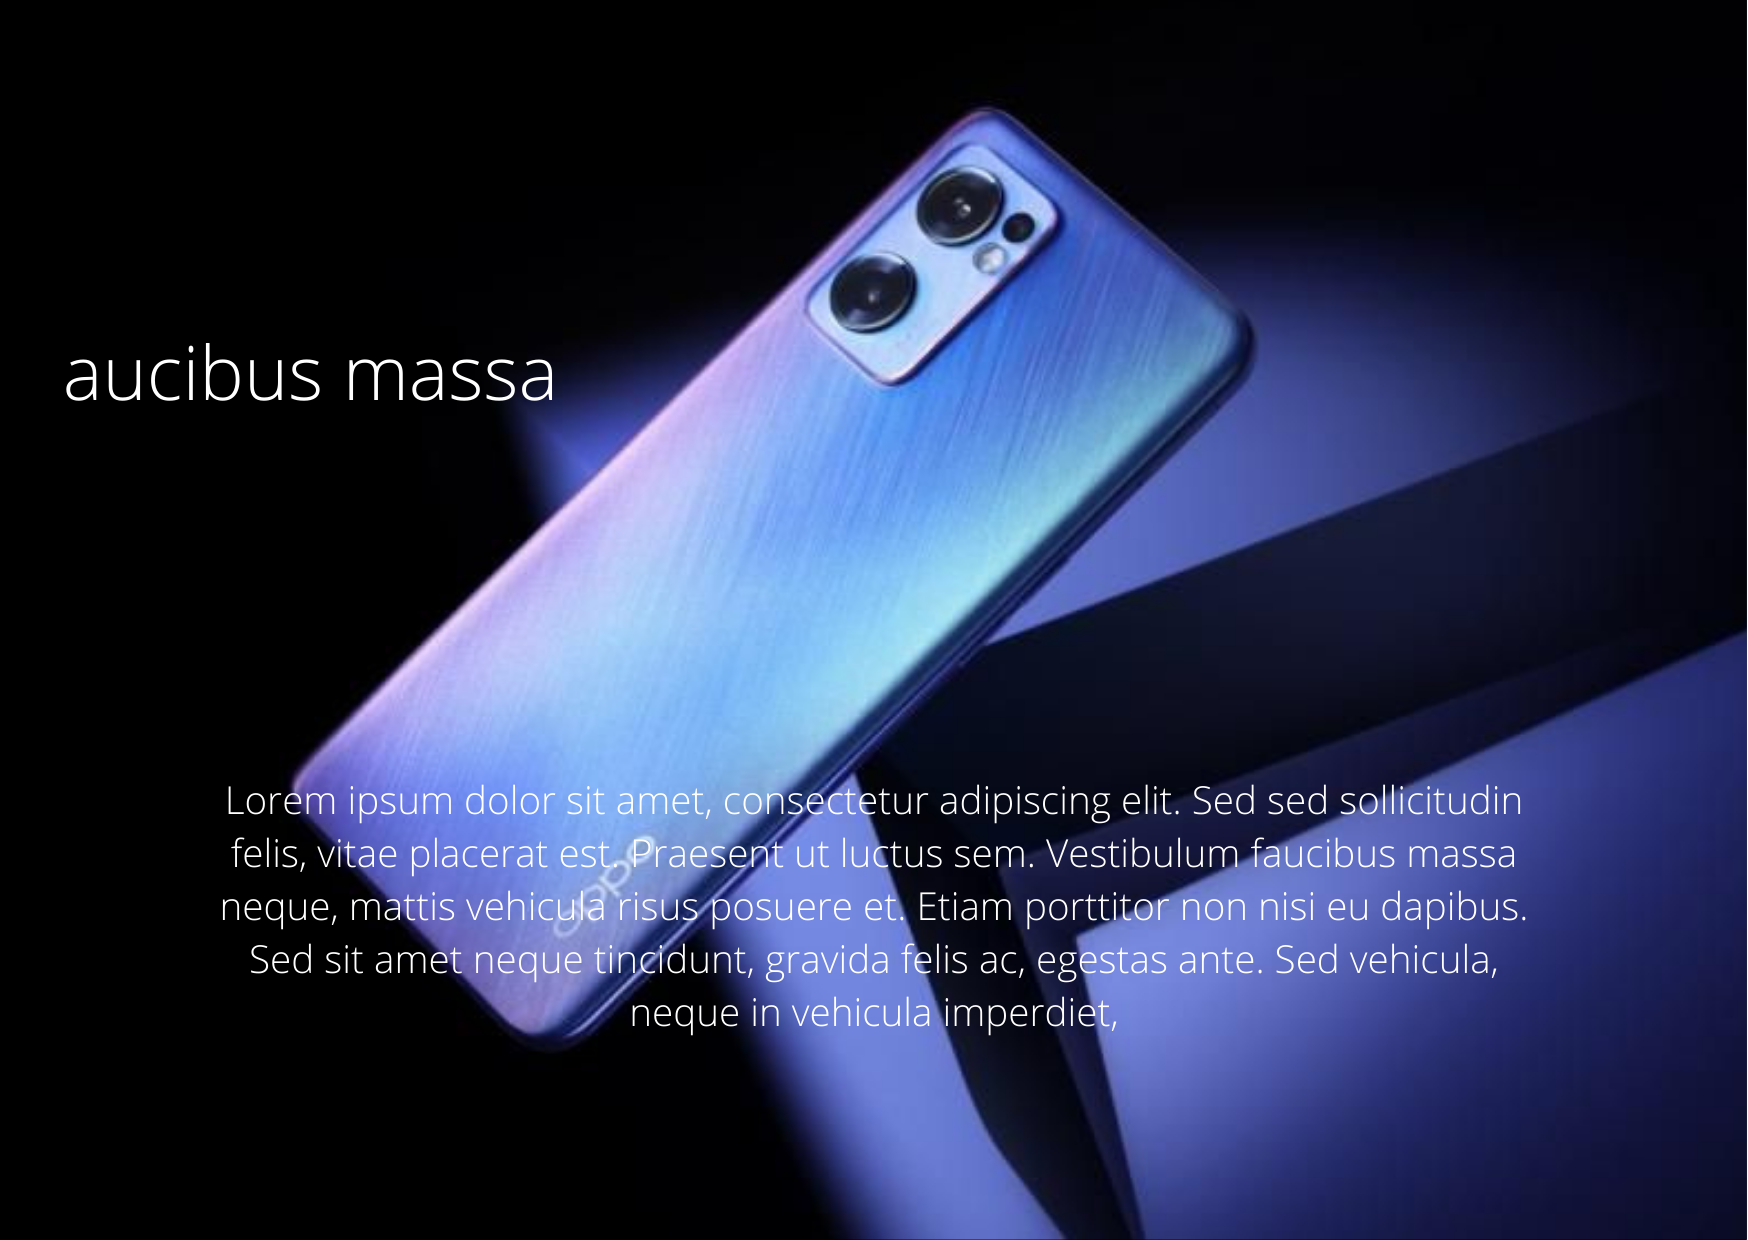 aucibus massa
Lorem ipsum dolor sit amet, consectetur adipiscing elit. Sed sed sollicitudin
felis, vitae placerat est. Praesent ut luctus sem. Vestibulum faucibus massa
neque, mattis vehicula risus posuere et. Etiam porttitor non nisi eu dapibus.
Sed sit amet neque tincidunt, gravida felis ac, egestas ante. Sed vehicula,
neque in vehicula imperdiet,
oppo